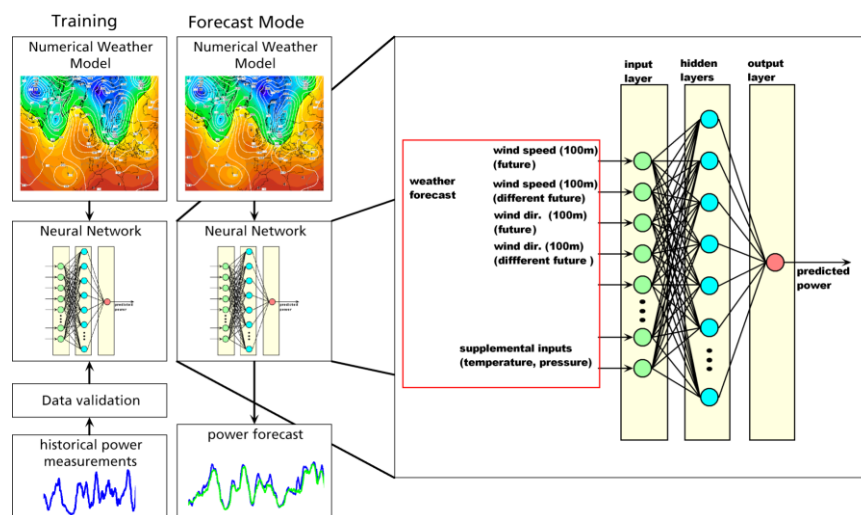 Training
Forecast Mode
Numerical Weather
Model
Numerical Weather
Model
Neural Network
predicted
power
Neural Network
Data validation
historical power
measurements
power forecast
input
layer
hidden
layers
output
layer
weather
forecast
wind speed (100m)
(future)
wind speed (100m)
(different future)
wind dir. (100m)
(future)
wind dir. (100m)
(diffferent future )
supplemental inputs
(temperature, pressure)
predicted
power